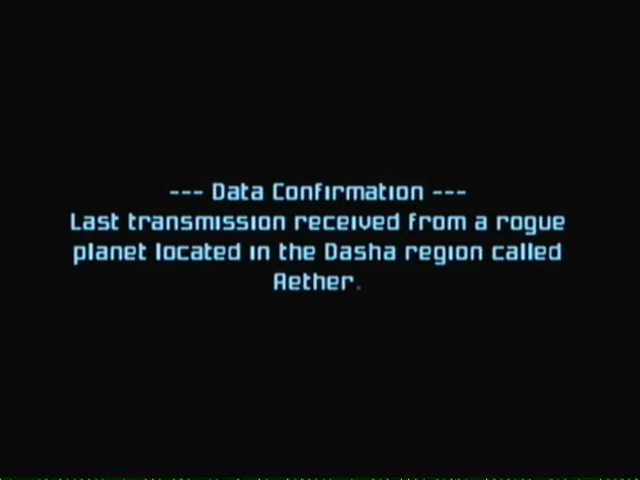 --- Data Confirmation ---
Last transmission received from a rogue
planet located in the Dasha region called
Aether.